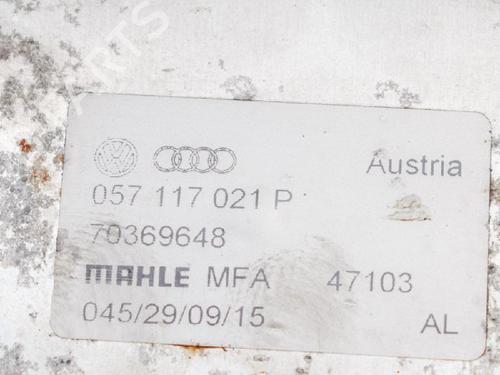 Austria
057 117 021 P
70369648
MAHLE MFA 47103
045/29/09/15 AL